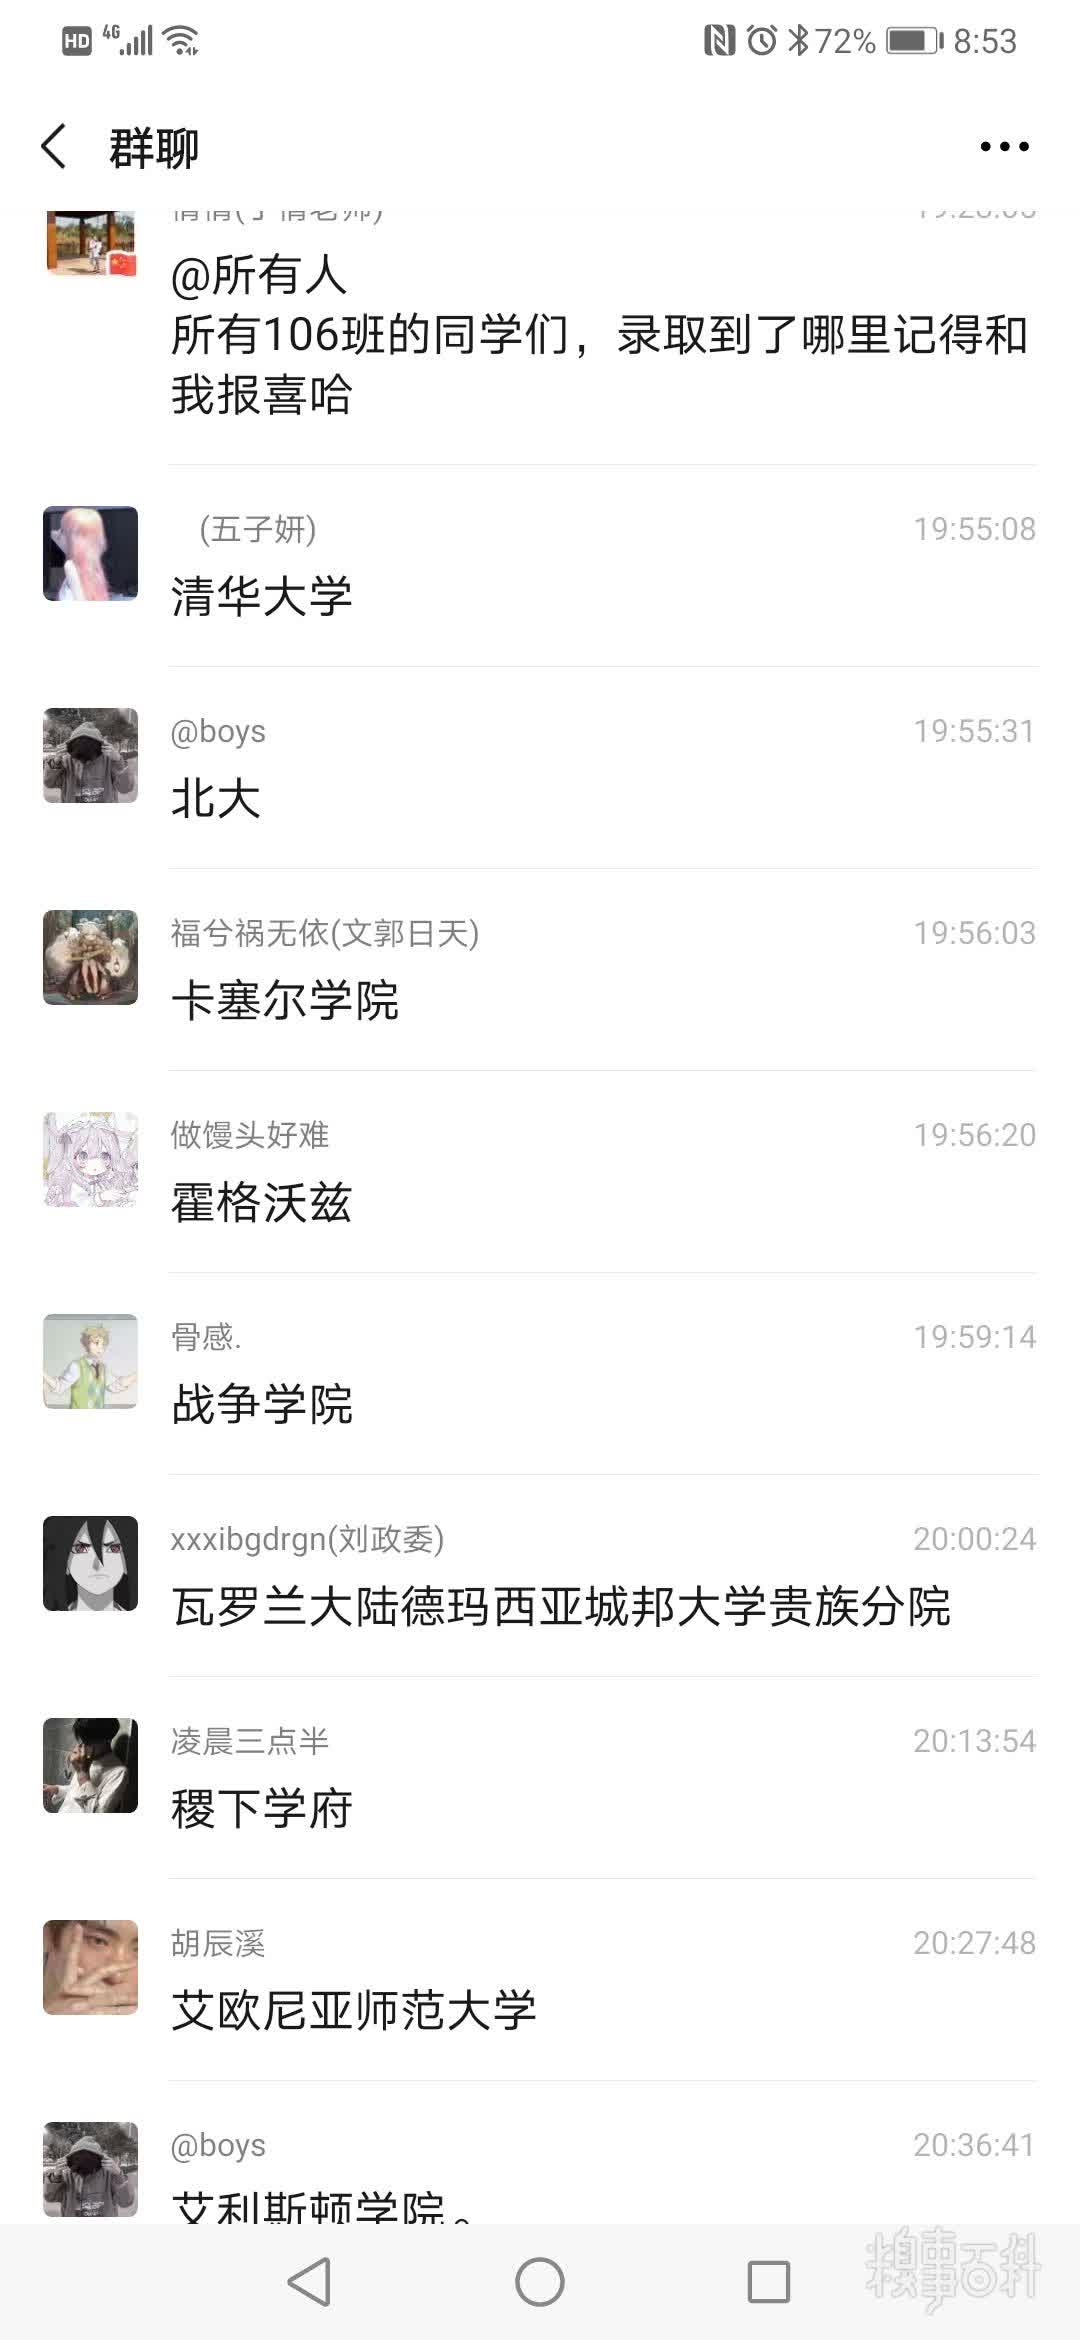 HD 4G 72% 8:53
群聊
@所有人
所有106班的同学们，录取到了哪里记得和
我报喜哈
(五子妍) 19:55:08
清华大学
@boys 19:55:31
北大
福兮祸无依(文郭日天) 19:56:03
卡塞尔学院
做馒头好难 19:56:20
霍格沃兹
骨感. 19:59:14
战争学院
xxxibgdrgn(刘政委) 20:00:24
瓦罗兰大陆德玛西亚城邦大学贵族分院
凌晨三点半 20:13:54
稷下学府
胡辰溪 20:27:48
艾欧尼亚师范大学
@boys 20:36:41
艾利斯顿学院。
糗事百科